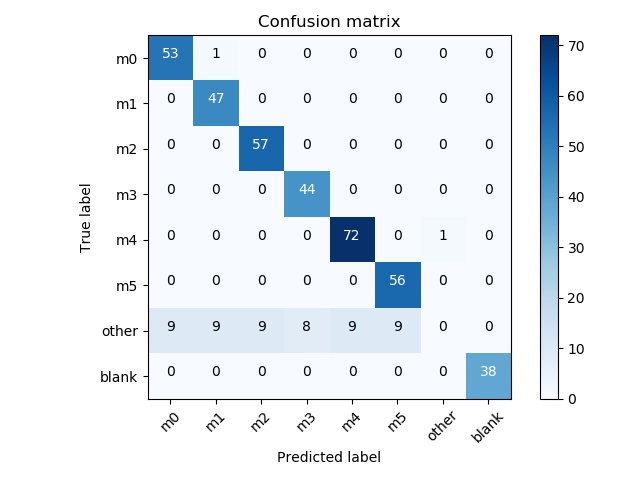 Confusion matrix
True label
m0 53 1 0 0 0 0 0 0
m1 0 47 0 0 0 0 0 0
m2 0 0 57 0 0 0 0 0
m3 0 0 0 44 0 0 0 0
m4 0 0 0 0 72 0 1 0
m5 0 0 0 0 0 56 0 0
other 9 9 9 8 9 9 0 0
blank 0 0 0 0 0 0 0 38
m0 m1 m2 m3 m4 m5 other blank
Predicted label
70
60
50
40
30
20
10
0